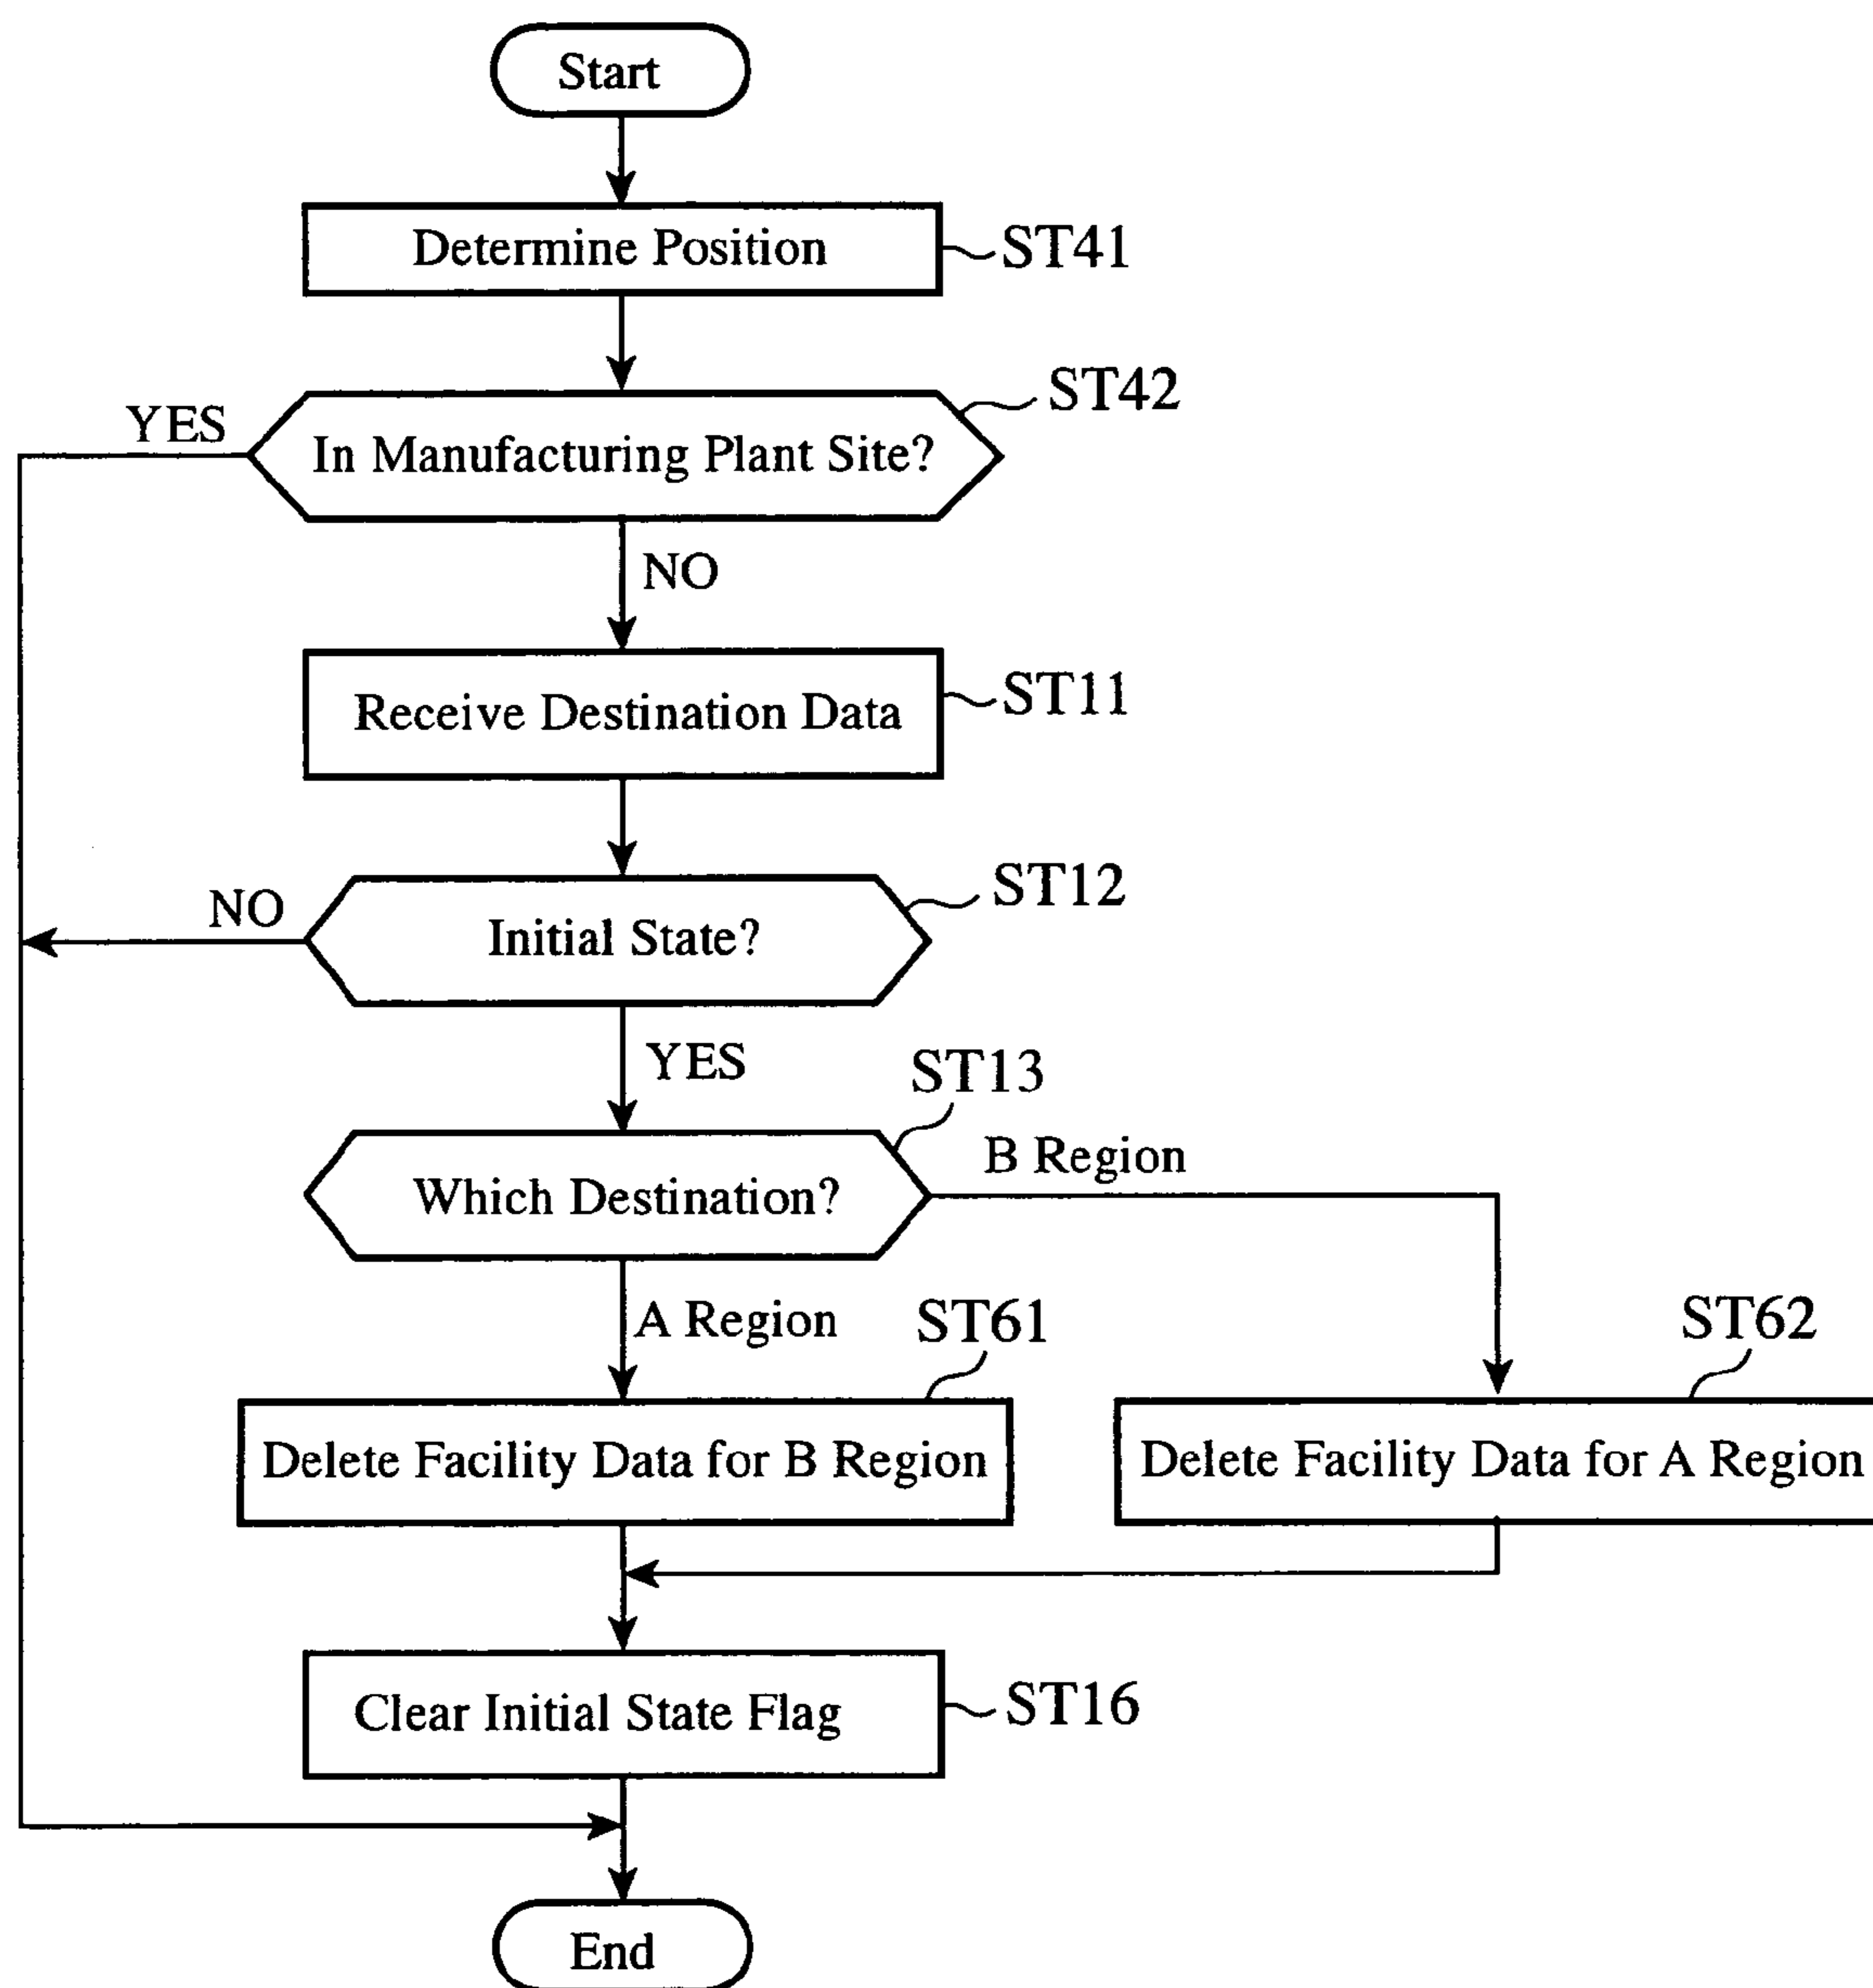 Start
Determine Position
ST41
ST42
YES
In Manufacturing Plant Site?
NO
Receive Destination Data
ST11
ST12
NO
Initial State?
YES
ST13
B Region
Which Destination?
A Region
ST61
ST62
Delete Facility Data for B Region
Delete Facility Data for A Region
Clear Initial State Flag
ST16
End